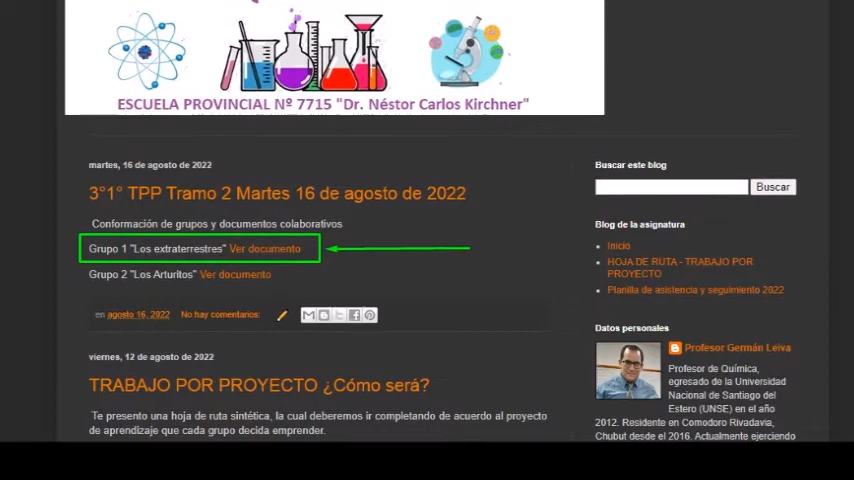 ESCUELA PROVINCIAL Nº 7715 "Dr. Néstor Carlos Kirchner"
martes, 16 de agosto de 2022
3°1° TPP Tramo 2 Martes 16 de agosto de 2022
Conformación de grupos y documentos colaborativos
Grupo 1 "Los extraterrestres" Ver documento
Grupo 2 "Los Arturitos" Ver documento
en agosto 16, 2022 No hay comentarios:
viernes, 12 de agosto de 2022
TRABAJO POR PROYECTO ¿Cómo será?
Te presento una hoja de ruta sintética, la cual deberemos ir completando de acuerdo al proyecto
de aprendizaje que cada grupo decida emprender.
Buscar este blog
Buscar
Blog de la asignatura
Inicio
HOJA DE RUTA - TRABAJO POR
PROYECTO
Planilla de asistencia y seguimiento 2022
Datos personales
Profesor Germán Leiva
Profesor de Química,
egresado de la Universidad
Nacional de Santiago del
Estero (UNSE) en el año
2012. Residente en Comodoro Rivadavia,
Chubut desde el 2016. Actualmente ejerciendo